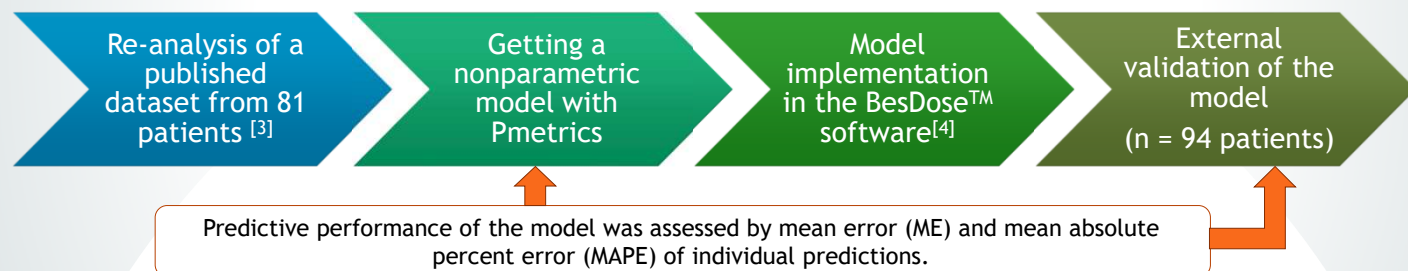 Re-analysis of a
published
dataset from 81
patients [3]
Getting a
nonparametric
model with
Pmetrics
Model
implementation
in the BesDose™
software[4]
External
validation of the
model
(n = 94 patients)
Predictive performance of the model was assessed by mean error (ME) and mean absolute
percent error (MAPE) of individual predictions.